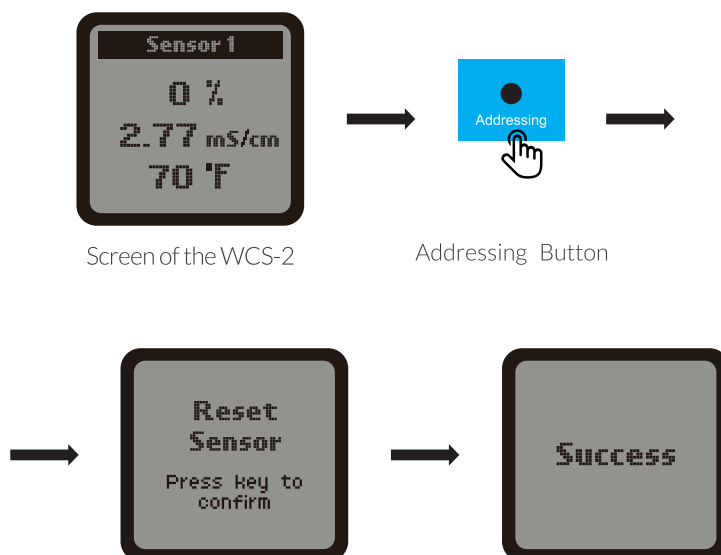 Sensor 1
0 %
2.77 mS/cm
70 °F
Addressing
Screen of the WCS-2
Addressing Button
Reset
Sensor
Press key to
confirm
Success